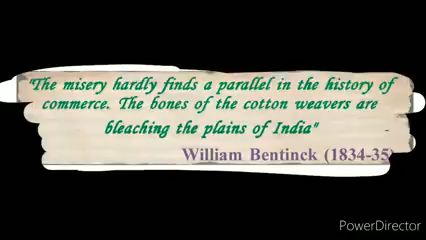 "The misery hardly finds a parallel in the history of
commerce. The bones of the cotton weavers are
bleaching the plains of India"
William Bentinck (1834-35)
PowerDirector